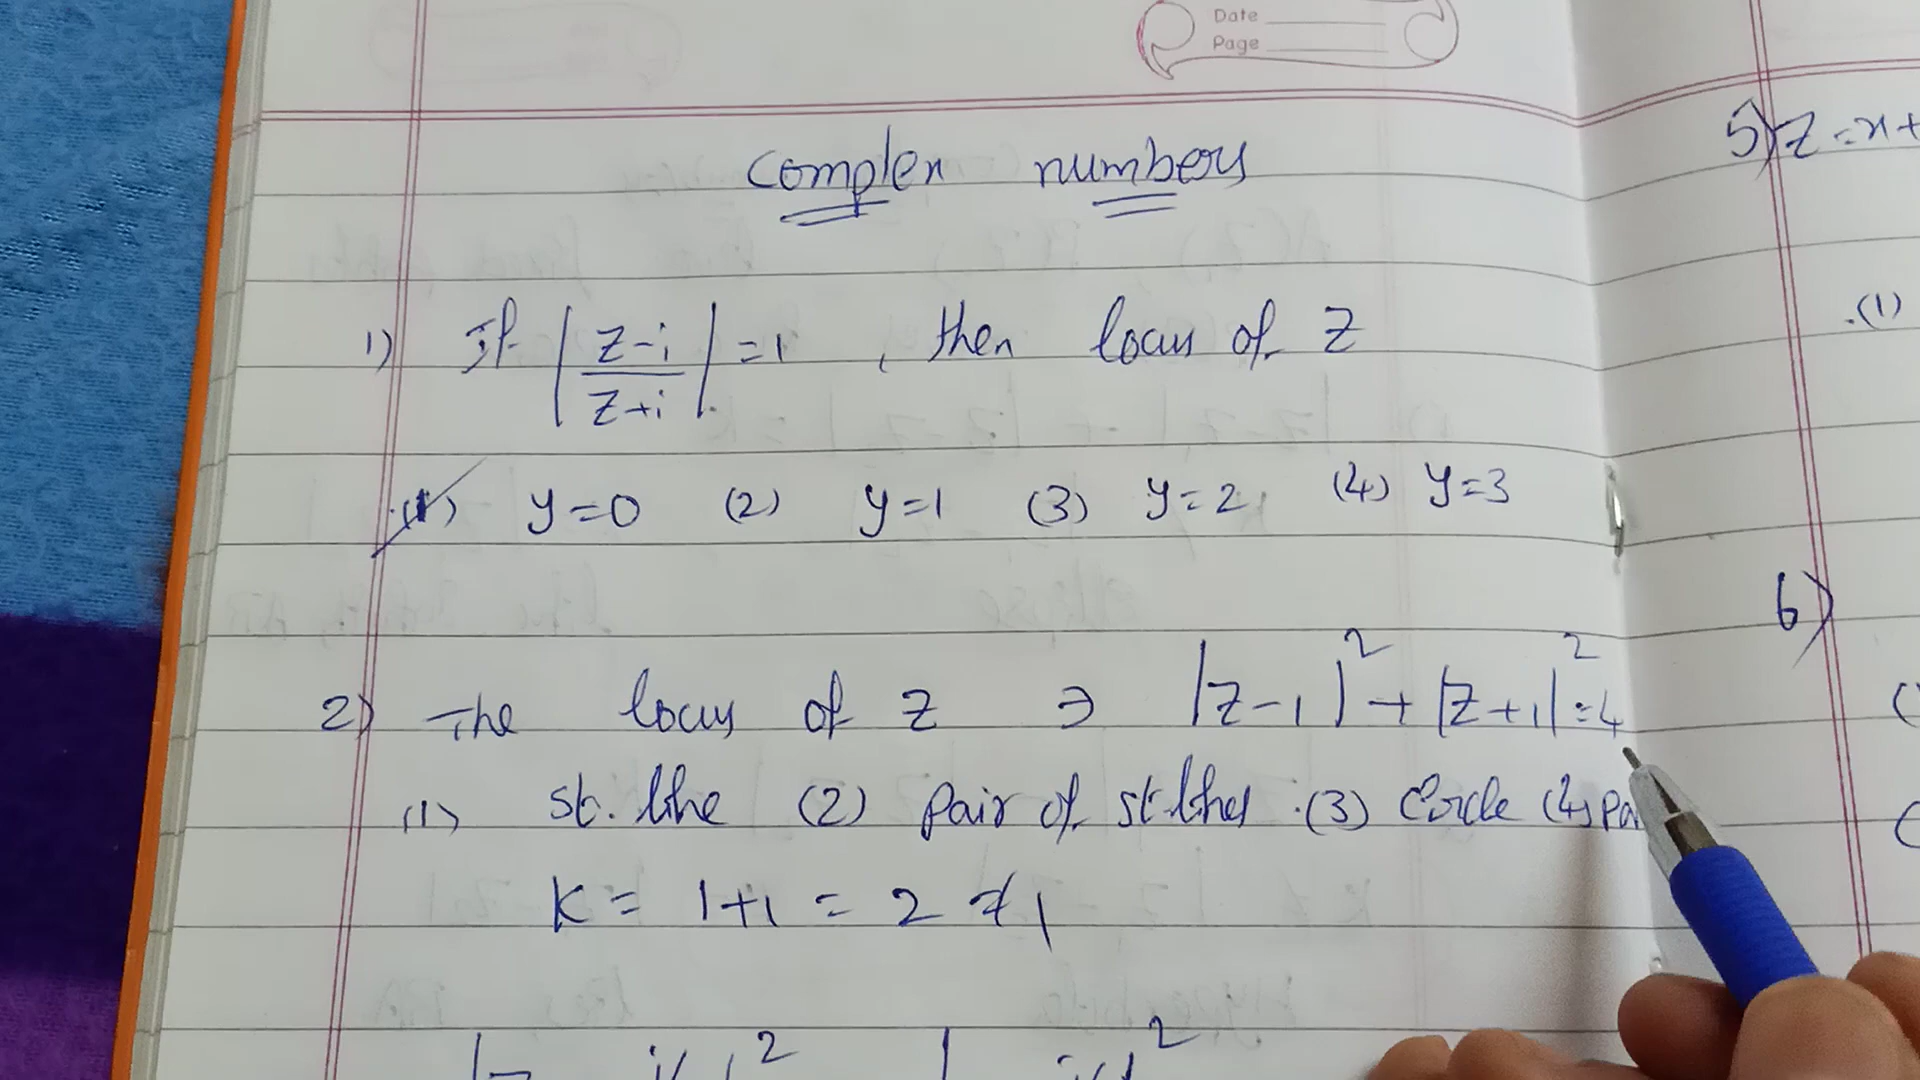 Date
Page
Complex numbers
1) If |z-i/z+i| = 1, then locus of z
(1) y=0 (2) y=1 (3) y=2 (4) y=3
2) The locus of z ∋ |z-1|² + |z+1|² = 4
(1) st. line (2) pair of st. lines (3) Circle (4) pa
K = 1+1 = 2 ≠ 1
5) z = x+
(1)
6)